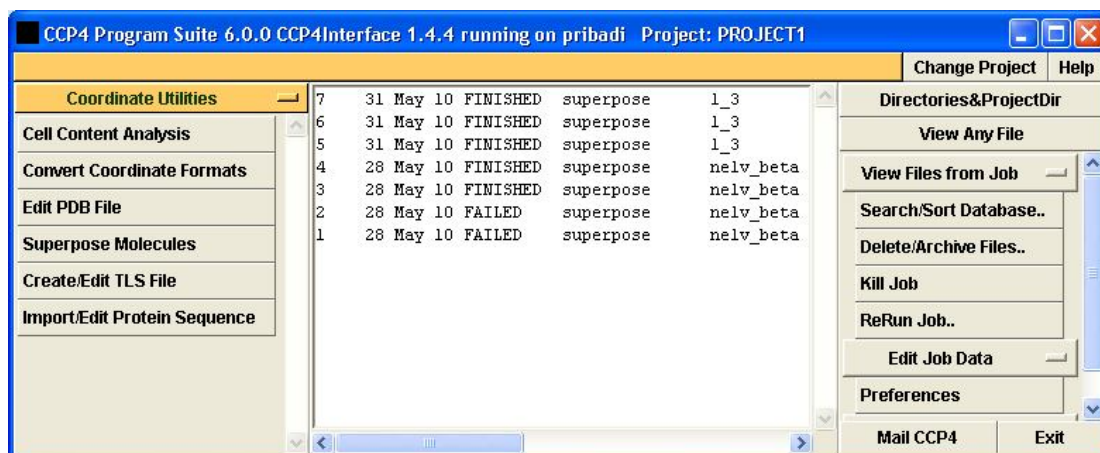 CCP4 Program Suite 6.0.0 CCP4Interface 1.4.4 running on pribadi Project: PROJECT1
Change Project Help
Coordinate Utilities
Cell Content Analysis
Convert Coordinate Formats
Edit PDB File
Superpose Molecules
Create/Edit TLS File
Import/Edit Protein Sequence
7 31 May 10 FINISHED superpose l_3
6 31 May 10 FINISHED superpose l_3
5 31 May 10 FINISHED superpose l_3
4 28 May 10 FINISHED superpose nelv_beta
3 28 May 10 FINISHED superpose nelv_beta
2 28 May 10 FAILED superpose nelv_beta
1 28 May 10 FAILED superpose nelv_beta
Directories&ProjectDir
View Any File
View Files from Job
Search/Sort Database..
Delete/Archive Files..
Kill Job
ReRun Job..
Edit Job Data
Preferences
Mail CCP4 Exit